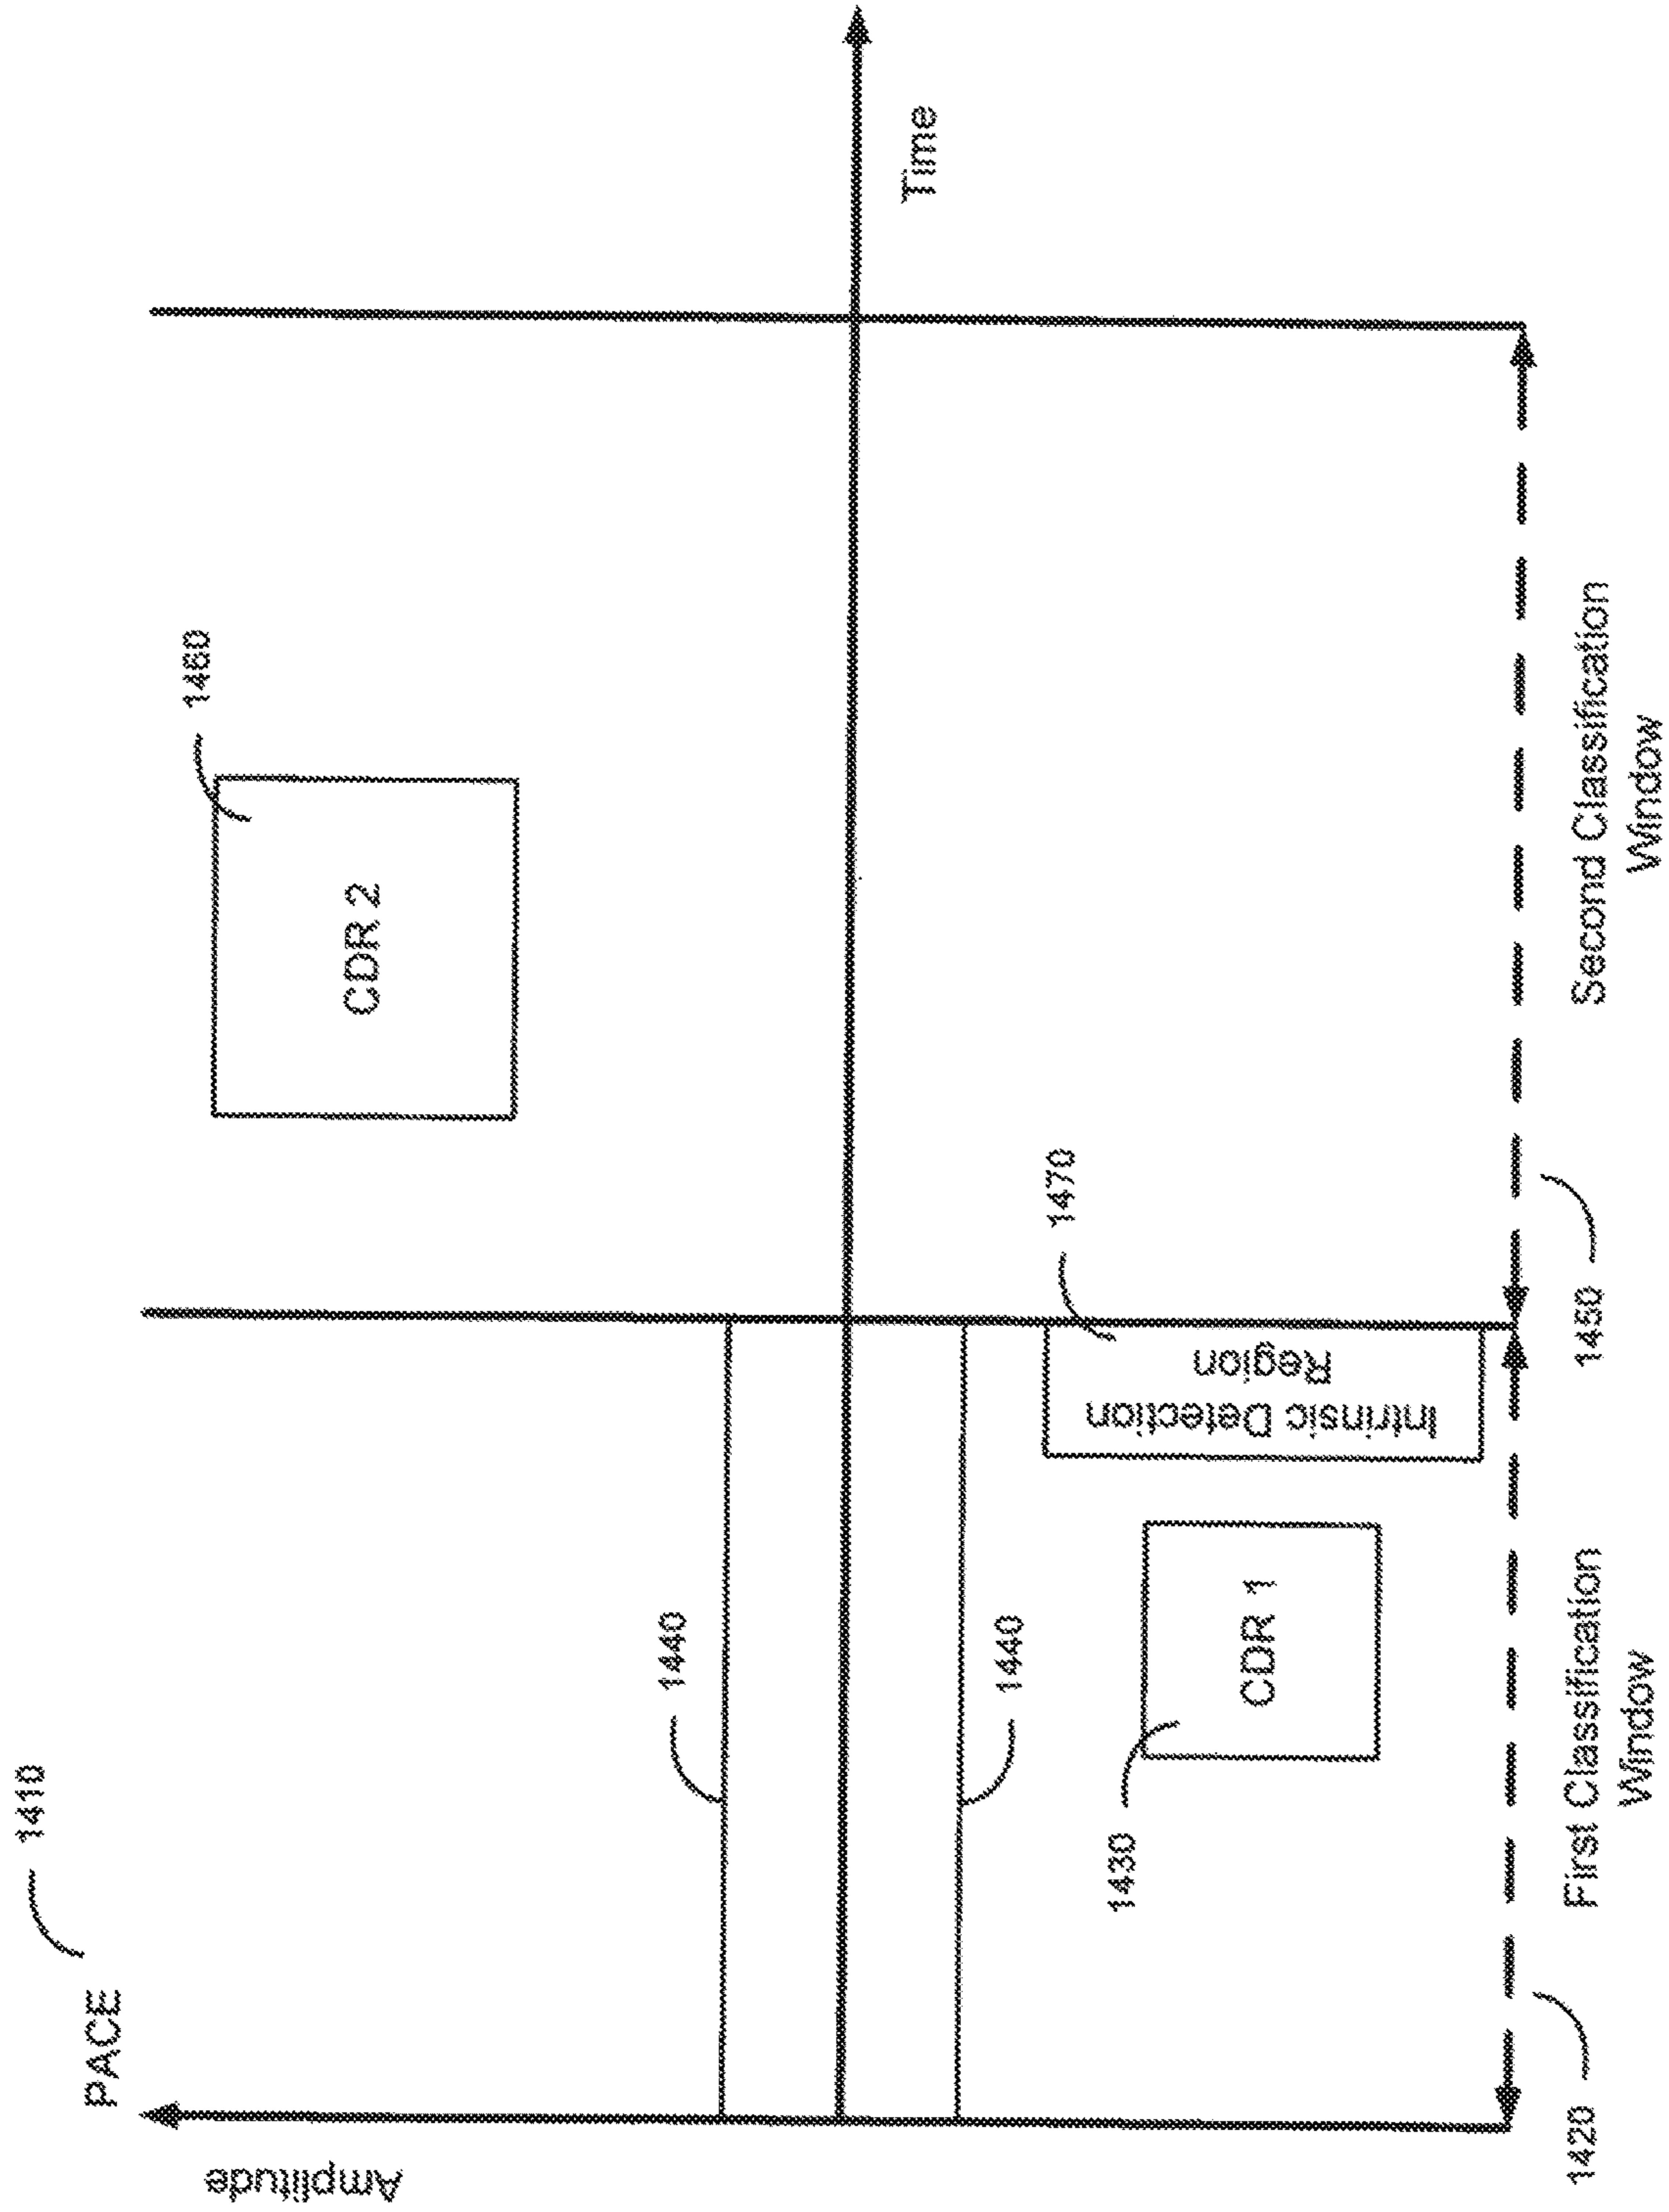 PACE
1410
Amplitude
1440
1440
CDR 2
1460
Time
1430
CDR 1
Intrinsic Detection
Region
1470
1420
First Classification
Window
1450
Second Classification
Window